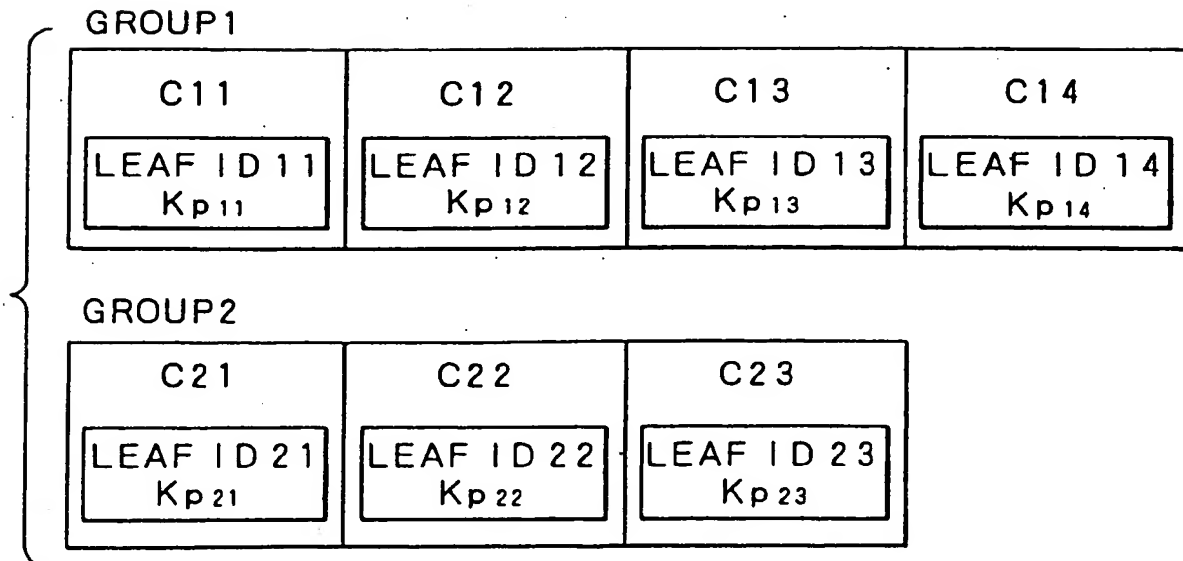 GROUP1
C11 C12 C13 C14
LEAF ID11 LEAF ID12 LEAF ID13 LEAF ID14
Kp11 Kp12 Kp13 Kp14
GROUP2
C21 C22 C23
LEAF ID21 LEAF ID22 LEAF ID23
Kp21 Kp22 Kp23